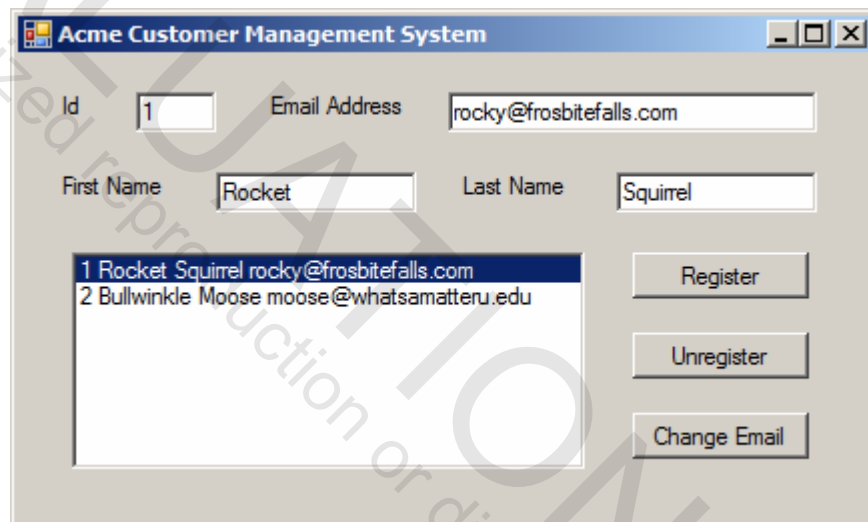 Acme Customer Management System
Id 1 Email Address rocky@frosbitefalls.com
First Name Rocket Last Name Squirrel
1 Rocket Squirrel rocky@frosbitefalls.com
2 Bullwinkle Moose moose@whatsamatteru.edu
Register
Unregister
Change Email